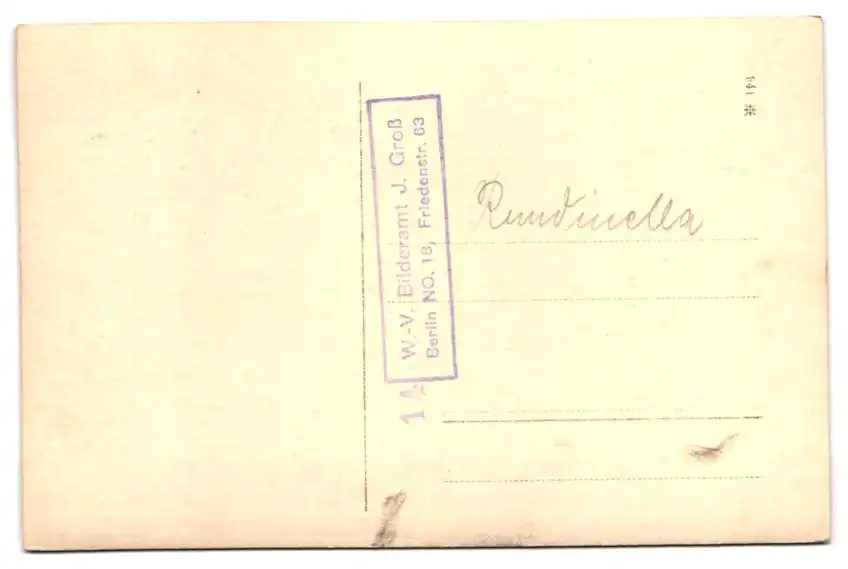 W.-V. Bilderamt J. Groß
Berlin NO. 18, Friedenstr. 63
14
Rundinella